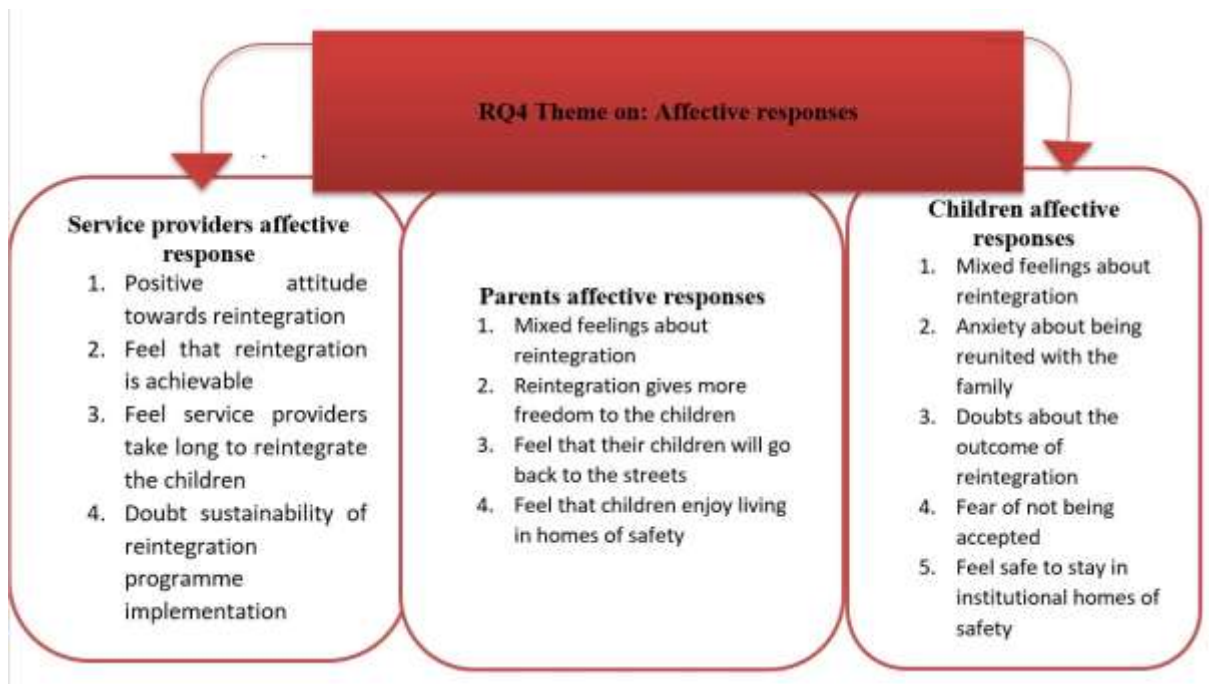 RQ4 Theme on: Affective responses
Service providers affective
response
1. Positive attitude
towards reintegration
2. Feel that reintegration
is achievable
3. Feel service providers
take long to reintegrate
the children
4. Doubt sustainability of
reintegration
programme
implementation
Parents affective responses
1. Mixed feelings about
reintegration
2. Reintegration gives more
freedom to the children
3. Feel that their children will go
back to the streets
4. Feel that children enjoy living
in homes of safety
Children affective
responses
1. Mixed feelings about
reintegration
2. Anxiety about being
reunited with the
family
3. Doubts about the
outcome of
reintegration
4. Fear of not being
accepted
5. Feel safe to stay in
institutional homes of
safety